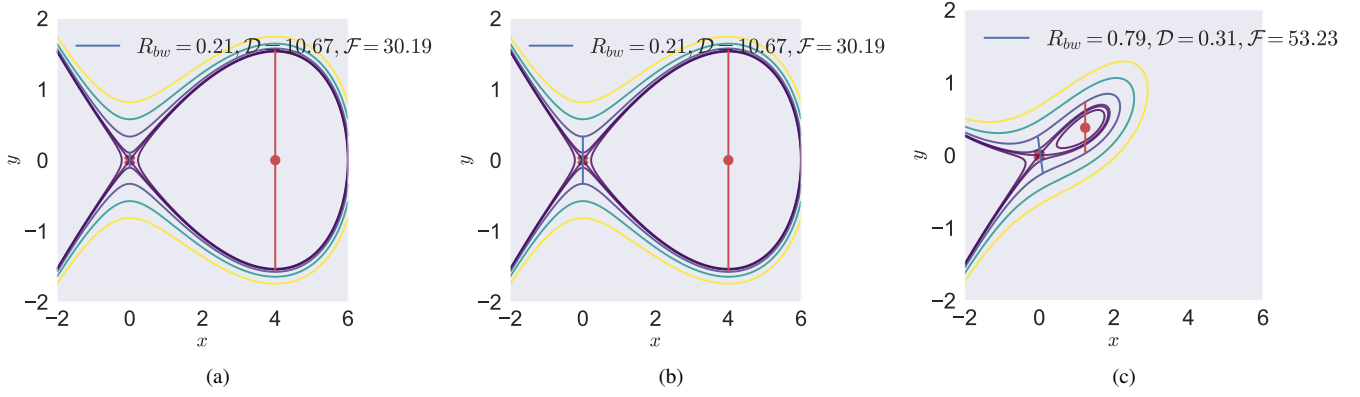 2
1
0
−1
−2
y
−2
0
2
4
6
x
R_{bw} = 0.21, \mathcal{D} = 10.67, \mathcal{F} = 30.19
(a)
2
1
0
−1
−2
y
−2
0
2
4
6
x
R_{bw} = 0.21, \mathcal{D} = 10.67, \mathcal{F} = 30.19
(b)
2
1
0
−1
−2
y
−2
0
2
4
6
x
R_{bw} = 0.79, \mathcal{D} = 0.31, \mathcal{F} = 53.23
(c)